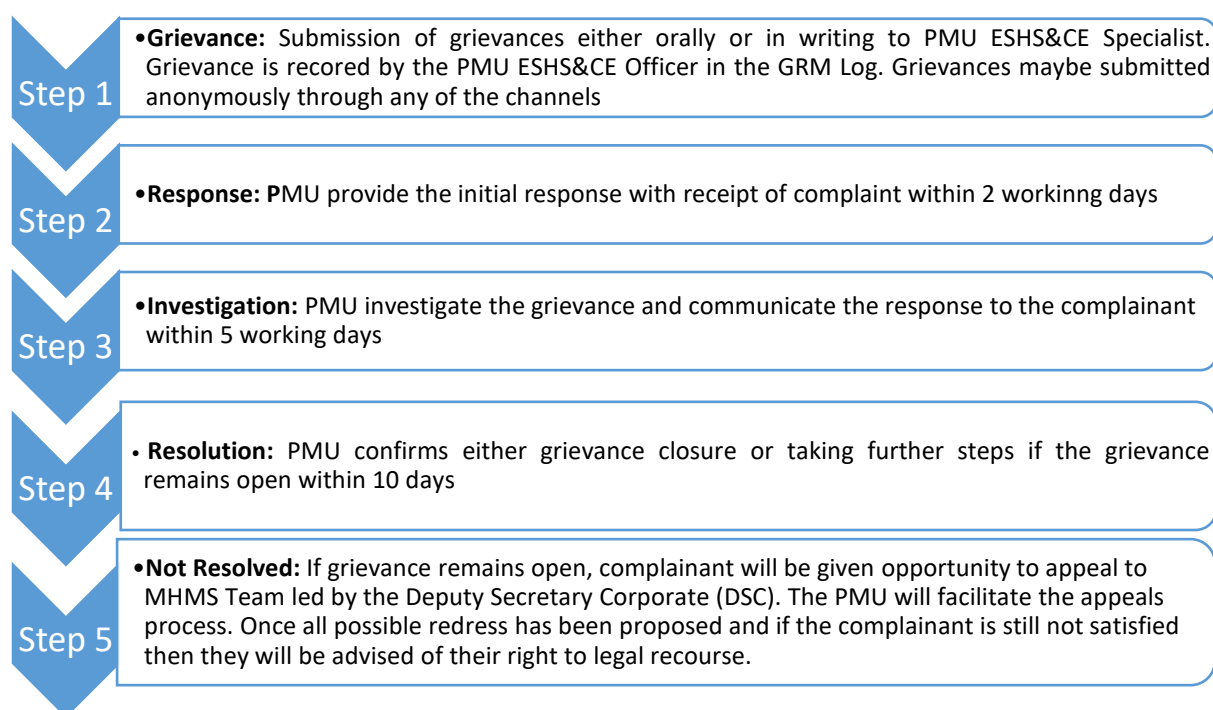 Step 1
•Grievance: Submission of grievances either orally or in writing to PMU ESHS&CE Specialist.
Grievance is recored by the PMU ESHS&CE Officer in the GRM Log. Grievances maybe submitted
anonymously through any of the channels
Step 2
•Response: PMU provide the initial response with receipt of complaint within 2 workinng days
Step 3
•Investigation: PMU investigate the grievance and communicate the response to the complainant
within 5 working days
Step 4
• Resolution: PMU confirms either grievance closure or taking further steps if the grievance
remains open within 10 days
Step 5
•Not Resolved: If grievance remains open, complainant will be given opportunity to appeal to
MHMS Team led by the Deputy Secretary Corporate (DSC). The PMU will facilitate the appeals
process. Once all possible redress has been proposed and if the complainant is still not satisfied
then they will be advised of their right to legal recourse.